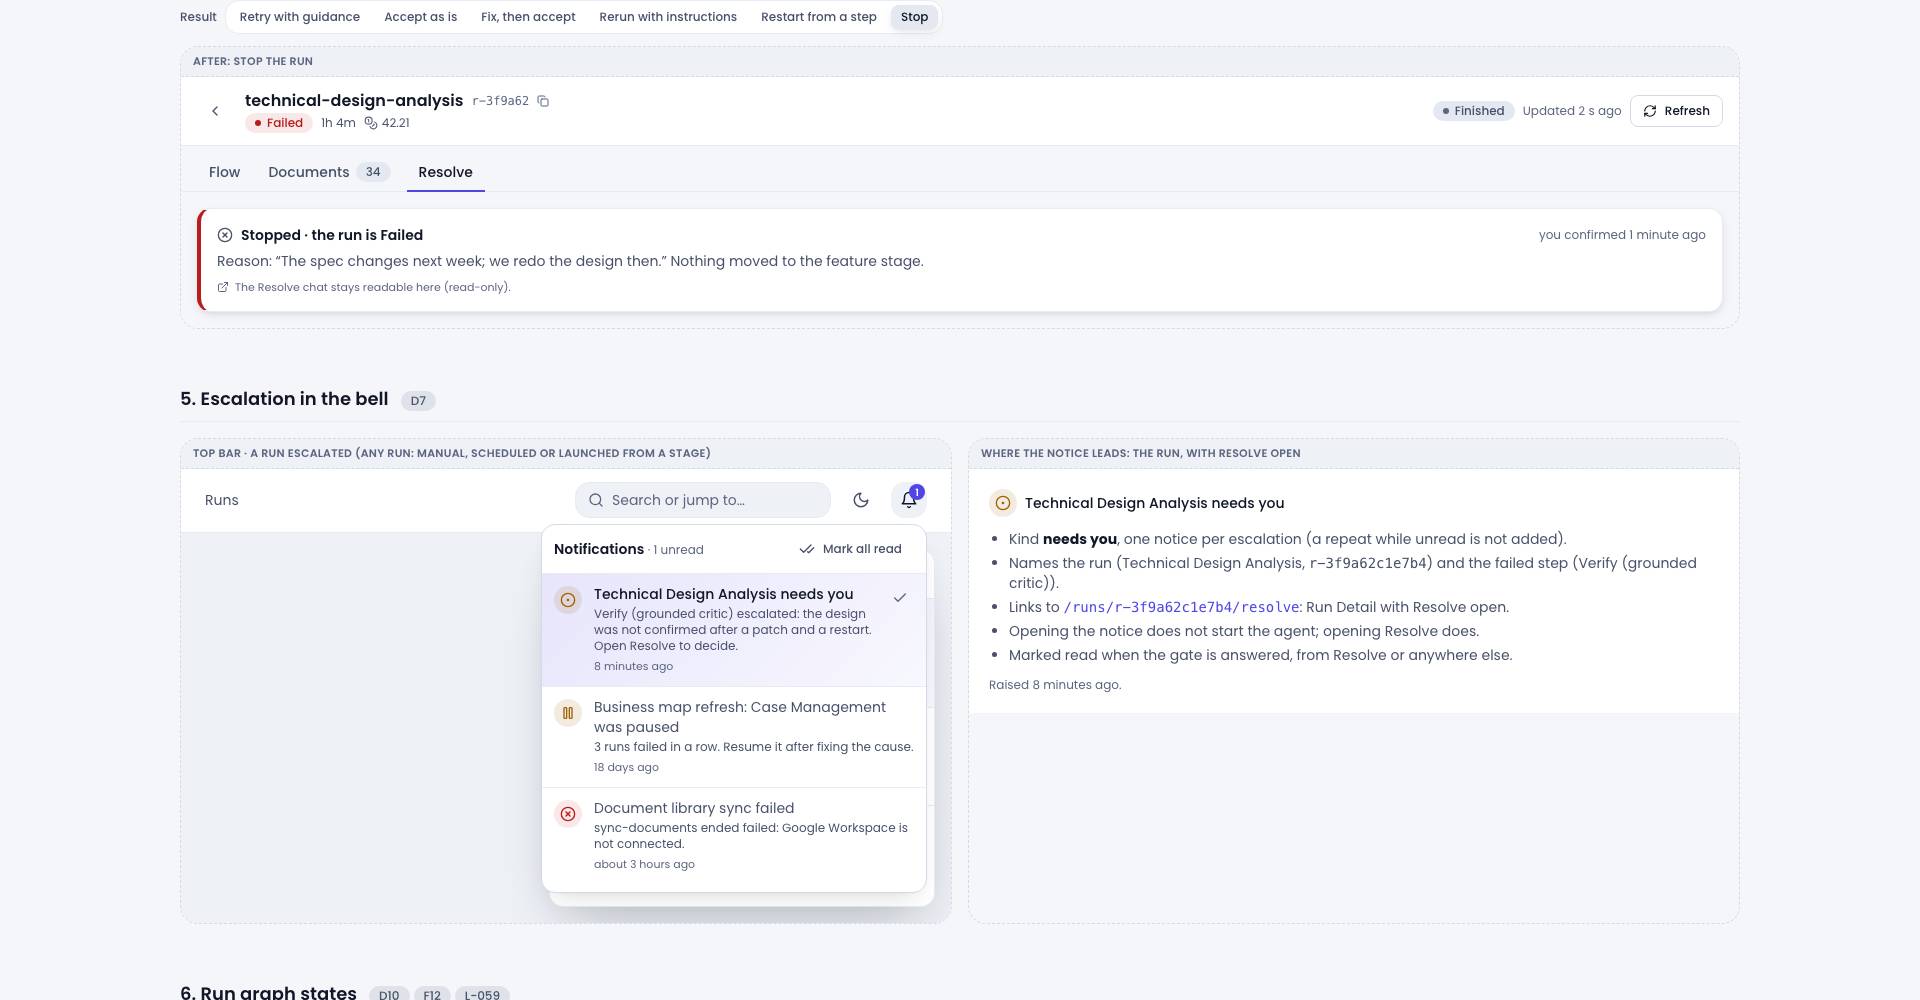 Result Retry with guidance Accept as is Fix, then accept Rerun with instructions Restart from a step Stop
AFTER: STOP THE RUN
technical-design-analysis r-3f9a62
Failed 1h 4m 42.21
Finished Updated 2 s ago Refresh
Flow Documents 34 Resolve
Stopped · the run is Failed
you confirmed 1 minute ago
Reason: “The spec changes next week; we redo the design then.” Nothing moved to the feature stage.
The Resolve chat stays readable here (read-only).
5. Escalation in the bell D7
TOP BAR · A RUN ESCALATED (ANY RUN: MANUAL, SCHEDULED OR LAUNCHED FROM A STAGE)
Runs
Search or jump to…
1
Notifications · 1 unread
Mark all read
Technical Design Analysis needs you
Verify (grounded critic) escalated: the design
was not confirmed after a patch and a restart.
Open Resolve to decide.
8 minutes ago
Business map refresh: Case Management
was paused
3 runs failed in a row. Resume it after fixing the cause.
18 days ago
Document library sync failed
sync-documents ended failed: Google Workspace is
not connected.
about 3 hours ago
WHERE THE NOTICE LEADS: THE RUN, WITH RESOLVE OPEN
Technical Design Analysis needs you
Kind needs you, one notice per escalation (a repeat while unread is not added).
Names the run (Technical Design Analysis, r-3f9a62c1e7b4) and the failed step (Verify (grounded
critic)).
Links to /runs/r-3f9a62c1e7b4/resolve: Run Detail with Resolve open.
Opening the notice does not start the agent; opening Resolve does.
Marked read when the gate is answered, from Resolve or anywhere else.
Raised 8 minutes ago.
6. Run graph states D10 F12 L-059